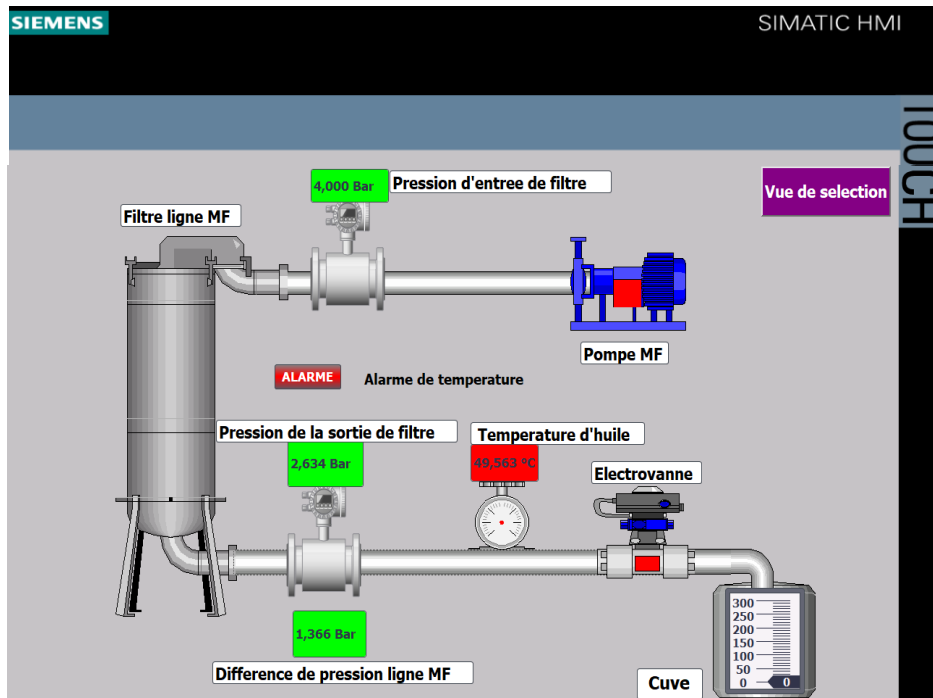 SIEMENS
SIMATIC HMI
TOUCH
4,000 Bar
Pression d'entree de filtre
Vue de selection
Filtre ligne MF
Pompe MF
ALARME
Alarme de temperature
Pression de la sortie de filtre
Temperature d'huile
2,634 Bar
49,563 °C
Electrovanne
1,366 Bar
Difference de pression ligne MF
300
250
200
150
100
50
0
0
Cuve